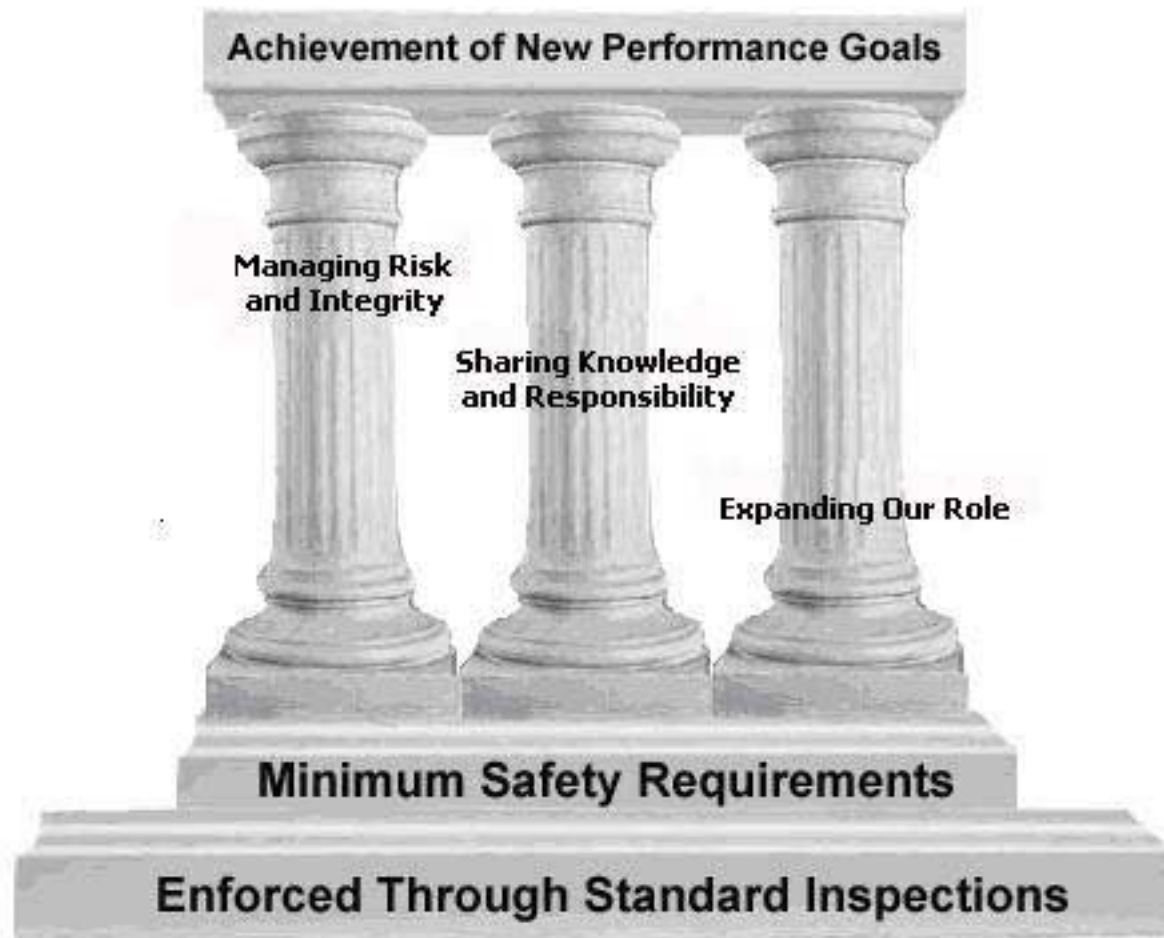 Achievement of New Performance Goals
Managing Risk
and Integrity
Sharing Knowledge
and Responsibility
Expanding Our Role
Minimum Safety Requirements
Enforced Through Standard Inspections